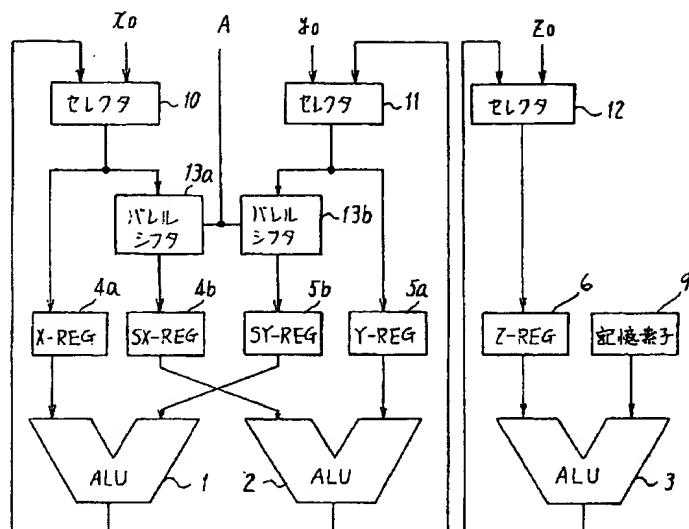 x₀
A
y₀
z₀
セレクタ
10
セレクタ
11
セレクタ
12
13a
バレル
シフタ
バレル
シフタ
13b
4a
4b
5b
5a
6
9
X-REG
SX-REG
SY-REG
Y-REG
Z-REG
記憶素子
ALU
1
2
ALU
ALU
3